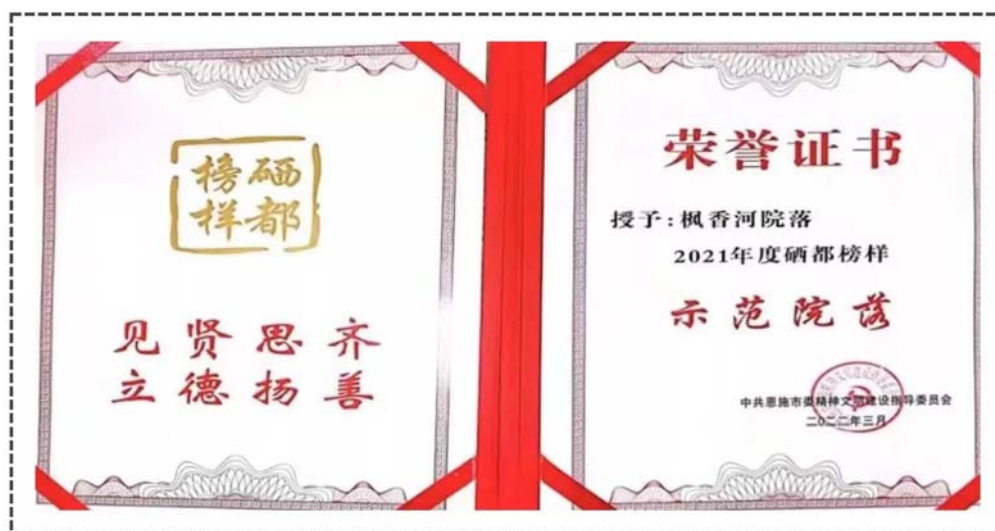 硒都
榜样
见贤思齐
立德扬善
荣誉证书
授予:枫香河院落
2021年度硒都榜样
示范院落
中共恩施市委精神文明建设指导委员会
二〇二二年三月